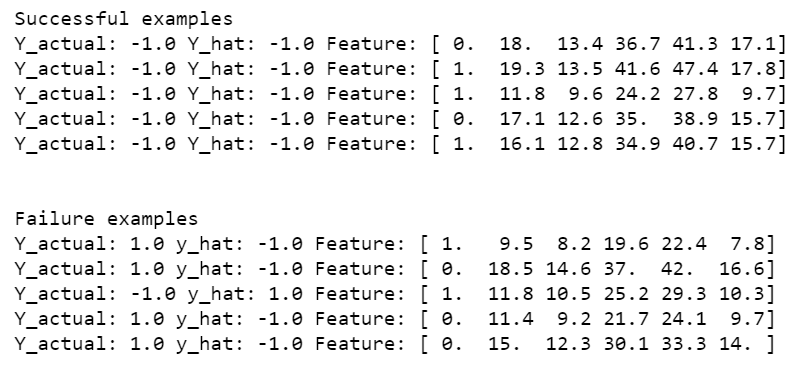 Successful examples
Y_actual: -1.0 Y_hat: -1.0 Feature: [ 0.  18.  13.4 36.7 41.3 17.1]
Y_actual: -1.0 Y_hat: -1.0 Feature: [ 1.  19.3 13.5 41.6 47.4 17.8]
Y_actual: -1.0 Y_hat: -1.0 Feature: [ 1.  11.8  9.6 24.2 27.8  9.7]
Y_actual: -1.0 Y_hat: -1.0 Feature: [ 0.  17.1 12.6 35.  38.9 15.7]
Y_actual: -1.0 Y_hat: -1.0 Feature: [ 1.  16.1 12.8 34.9 40.7 15.7]
Failure examples
Y_actual: 1.0 y_hat: -1.0 Feature: [ 1.   9.5  8.2 19.6 22.4  7.8]
Y_actual: 1.0 y_hat: -1.0 Feature: [ 0.  18.5 14.6 37.  42.  16.6]
Y_actual: -1.0 y_hat: 1.0 Feature: [ 1.  11.8 10.5 25.2 29.3 10.3]
Y_actual: 1.0 y_hat: -1.0 Feature: [ 0.  11.4  9.2 21.7 24.1  9.7]
Y_actual: 1.0 y_hat: -1.0 Feature: [ 0.  15.  12.3 30.1 33.3 14. ]